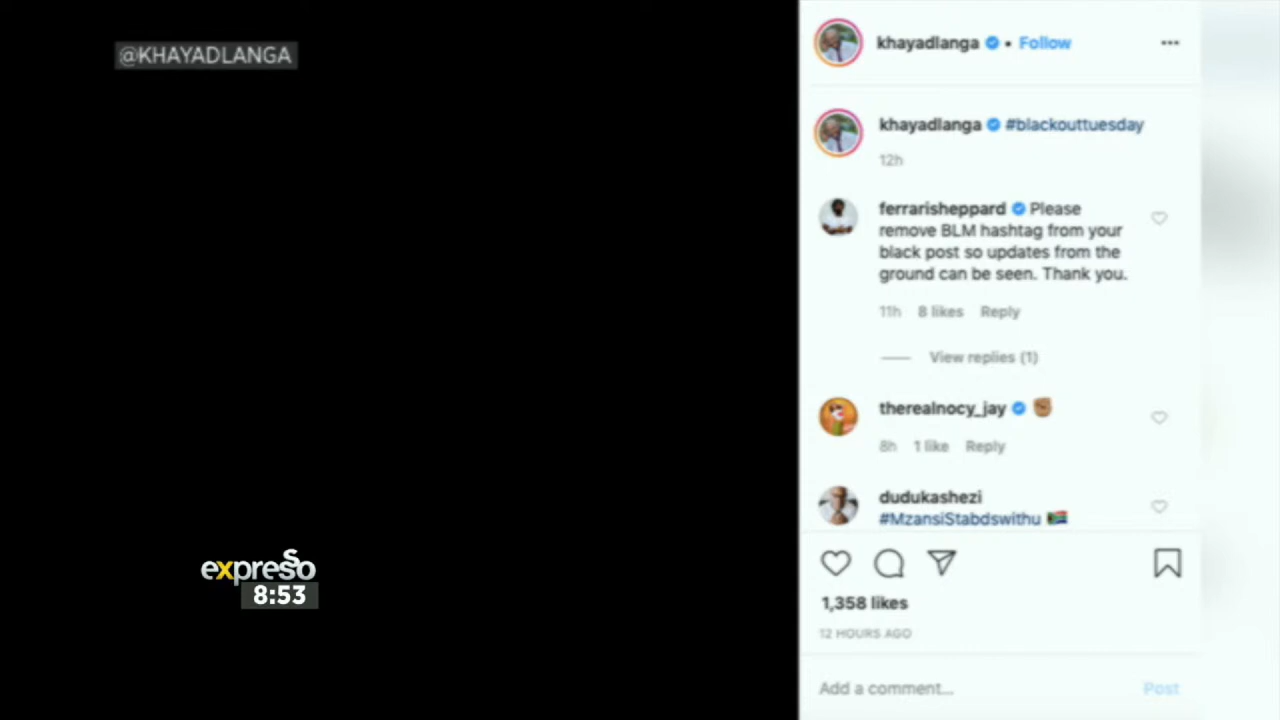 @KHAYADLANGA
expresso
8:53
khayadlanga • Follow
khayadlanga #blackouttuesday
12h
ferrarisheppard Please
remove BLM hashtag from your
black post so updates from the
ground can be seen. Thank you.
11h 8 likes Reply
View replies (1)
therealnocy_jay ✊🏾
8h 1 like Reply
dudukashezi
#MzansiStabdswithu 🇿🇦
1,358 likes
12 HOURS AGO
Add a comment...
Post